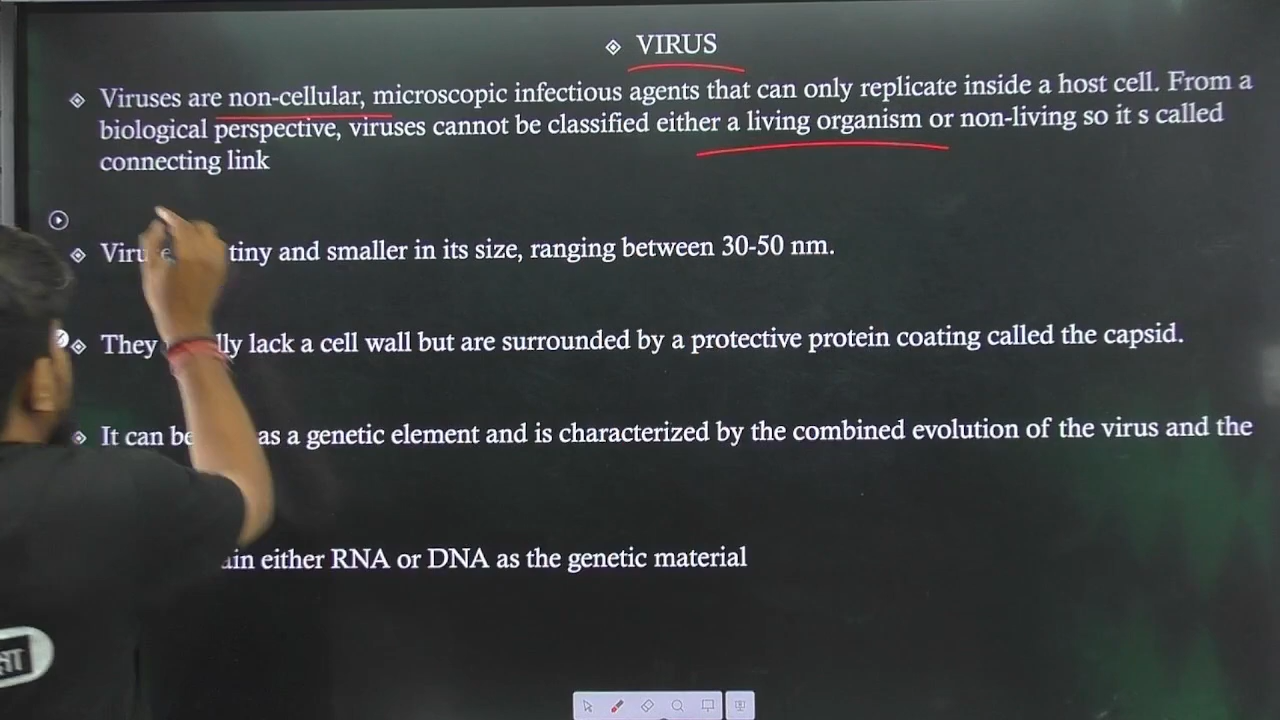 VIRUS
Viruses are non-cellular, microscopic infectious agents that can only replicate inside a host cell. From a
biological perspective, viruses cannot be classified either a living organism or non-living so it s called
connecting link
tiny and smaller in its size, ranging between 30-50 nm.
They lack a cell wall but are surrounded by a protective protein coating called the capsid.
It can be as a genetic element and is characterized by the combined evolution of the virus and the
either RNA or DNA as the genetic material